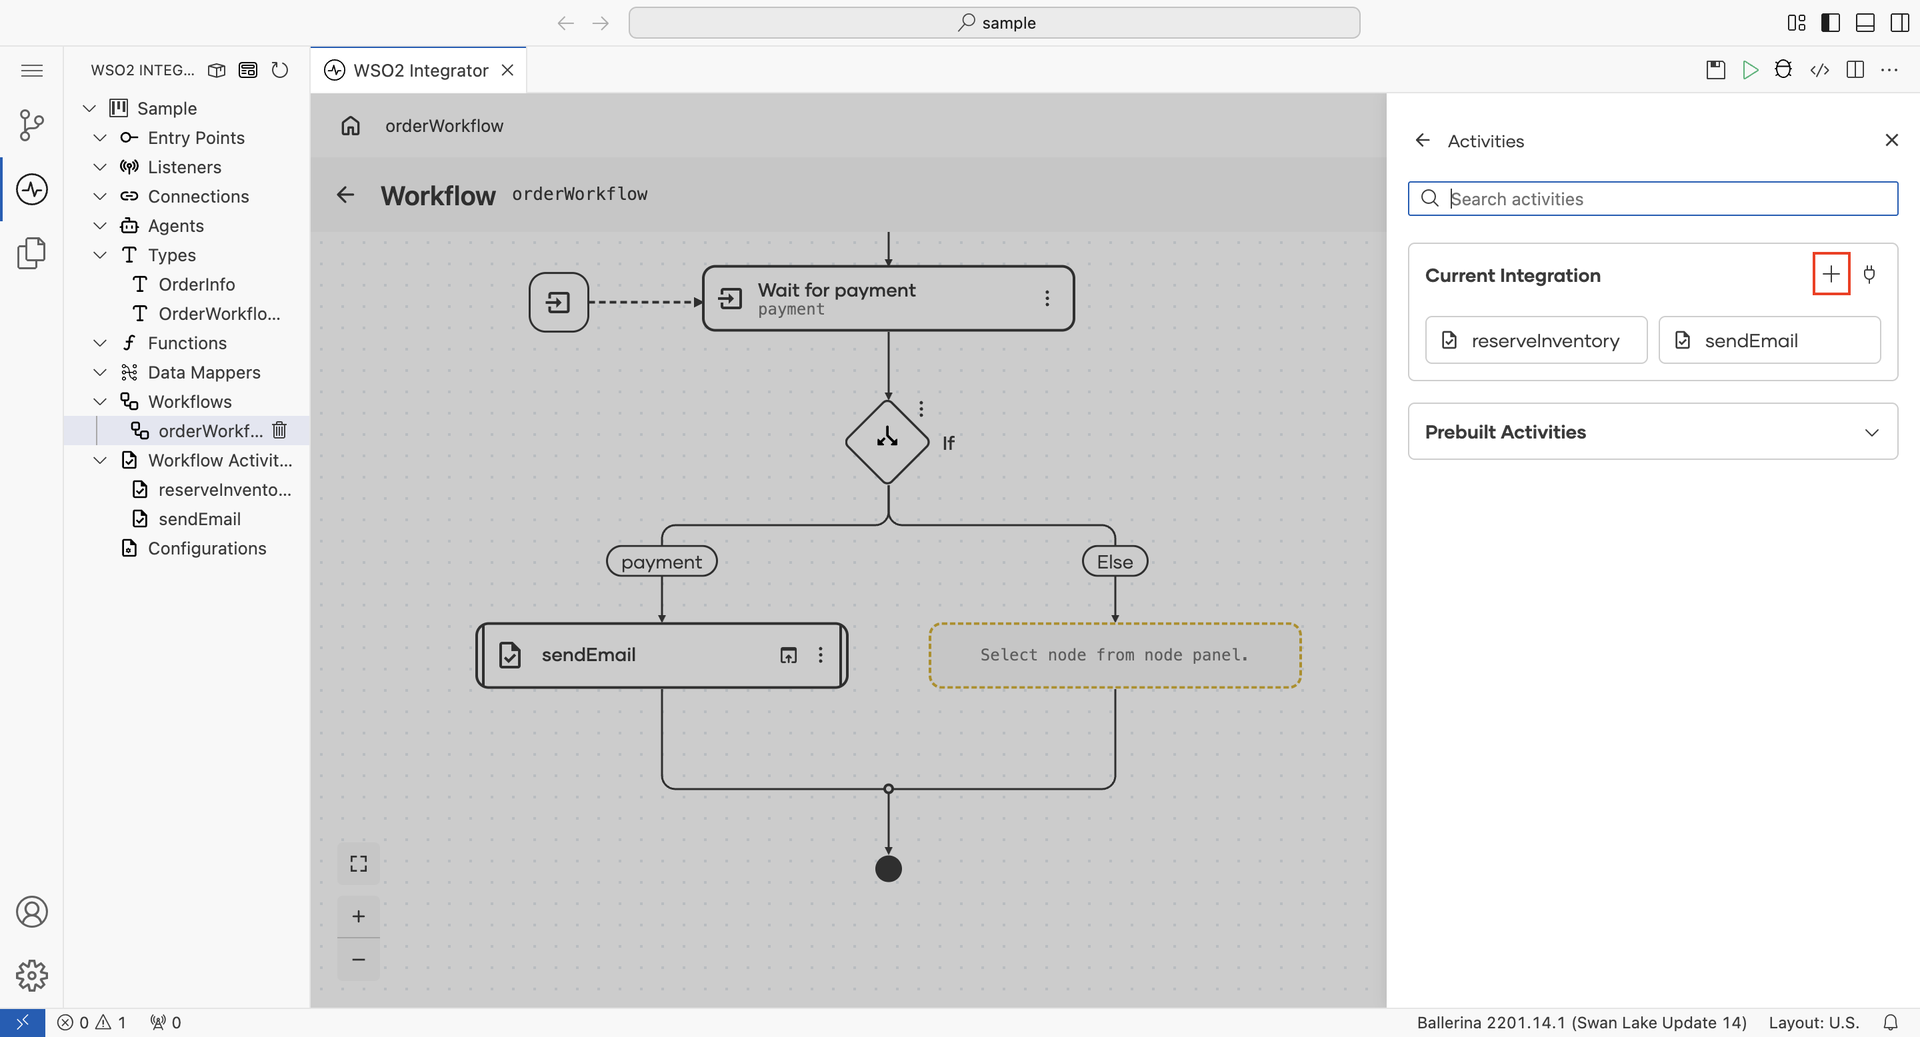 sample
WSO2 INTEG...
WSO2 Integrator
Sample
Entry Points
Listeners
Connections
Agents
Types
OrderInfo
OrderWorkflo...
Functions
Data Mappers
Workflows
orderWorkf...
Workflow Activit...
reserveInvento...
sendEmail
Configurations
orderWorkflow
Workflow orderWorkflow
Wait for payment
payment
If
payment
Else
sendEmail
Select node from node panel.
Activities
Search activities
Current Integration
reserveInventory
sendEmail
Prebuilt Activities
0 1 0
Ballerina 2201.14.1 (Swan Lake Update 14)
Layout: U.S.